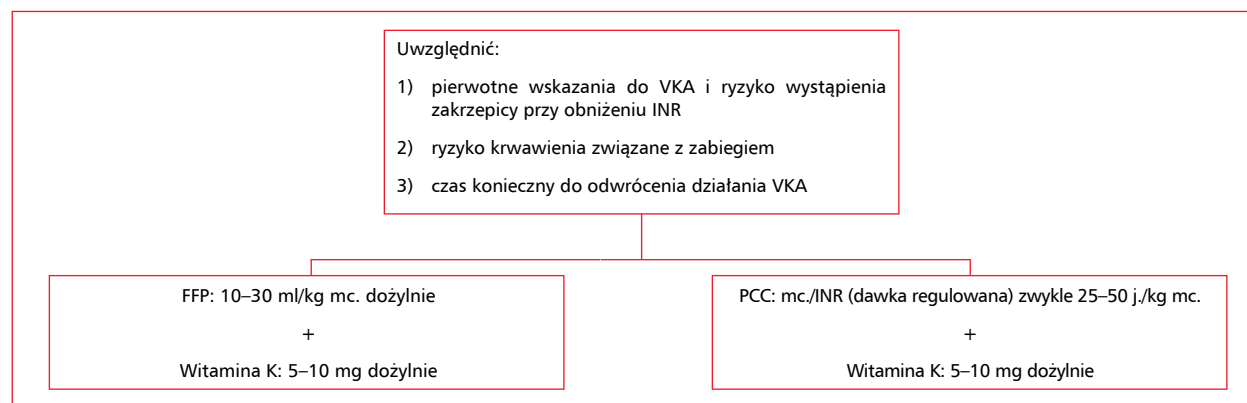 Uwzględnić:
1) pierwotne wskazania do VKA i ryzyko wystąpienia
zakrzepicy przy obniżeniu INR
2) ryzyko krwawienia związane z zabiegiem
3) czas konieczny do odwrócenia działania VKA
FFP: 10–30 ml/kg mc. dożylnie
+
Witamina K: 5–10 mg dożylnie
PCC: mc./INR (dawka regulowana) zwykle 25–50 j./kg mc.
+
Witamina K: 5–10 mg dożylnie